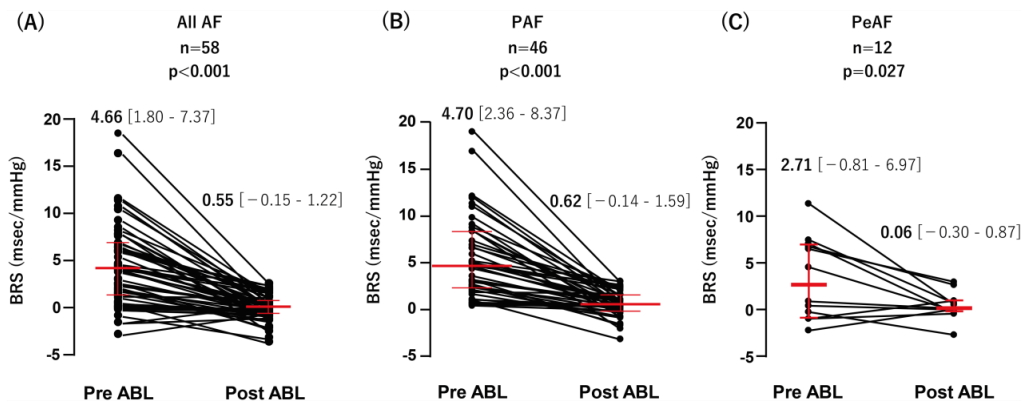 (A)
All AF
n=58
p<0.001
4.66 [1.80 - 7.37]
0.55 [−0.15 - 1.22]
BRS (msec/mmHg)
20
15
10
5
0
-5
Pre ABL
Post ABL
(B)
PAF
n=46
p<0.001
4.70 [2.36 - 8.37]
0.62 [−0.14 - 1.59]
BRS (msec/mmHg)
20
15
10
5
0
-5
Pre ABL
Post ABL
(C)
PeAF
n=12
p=0.027
2.71 [−0.81 - 6.97]
0.06 [−0.30 - 0.87]
BRS (msec/mmHg)
20
15
10
5
0
-5
Pre ABL
Post ABL